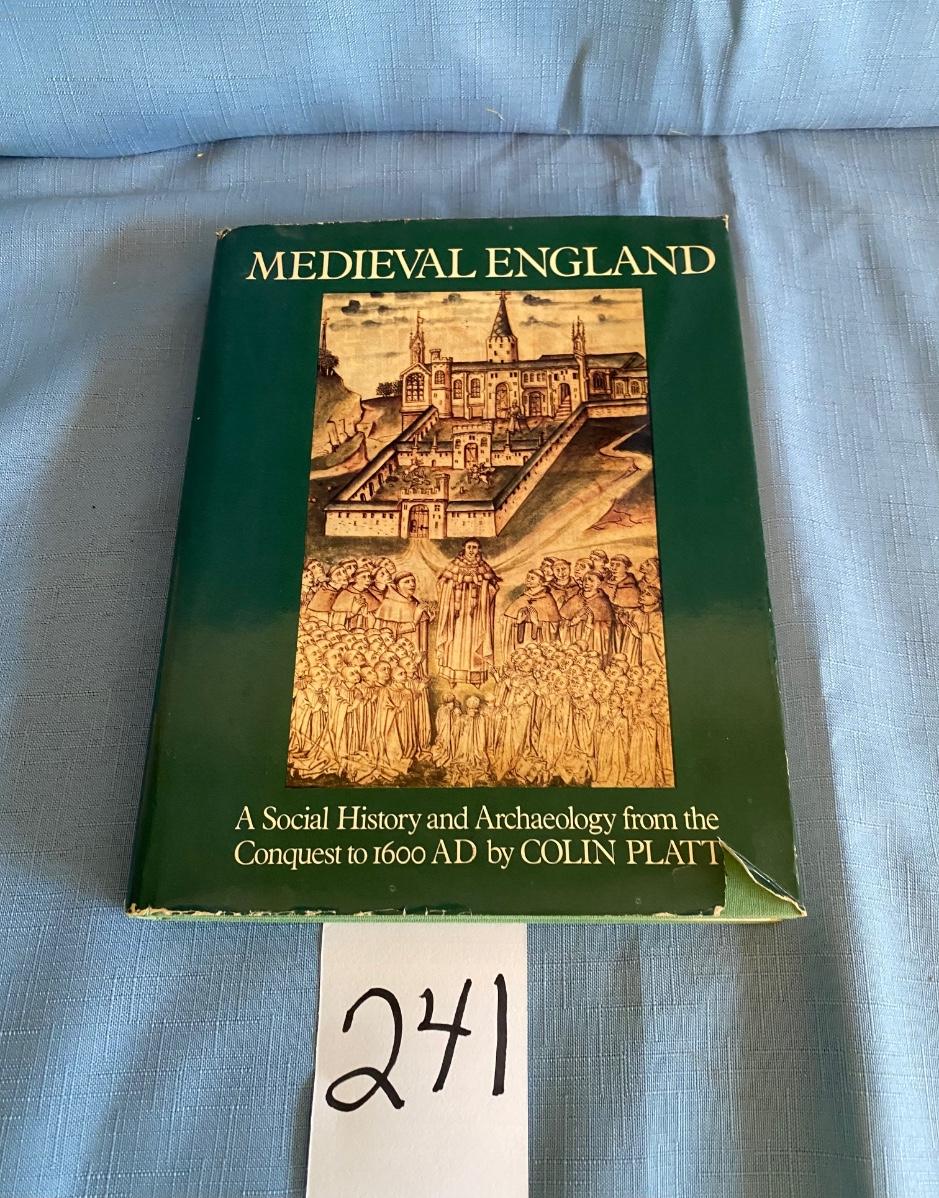 MEDIEVAL ENGLAND
A Social History and Archaeology from the
Conquest to 1600 AD by COLIN PLATT
241